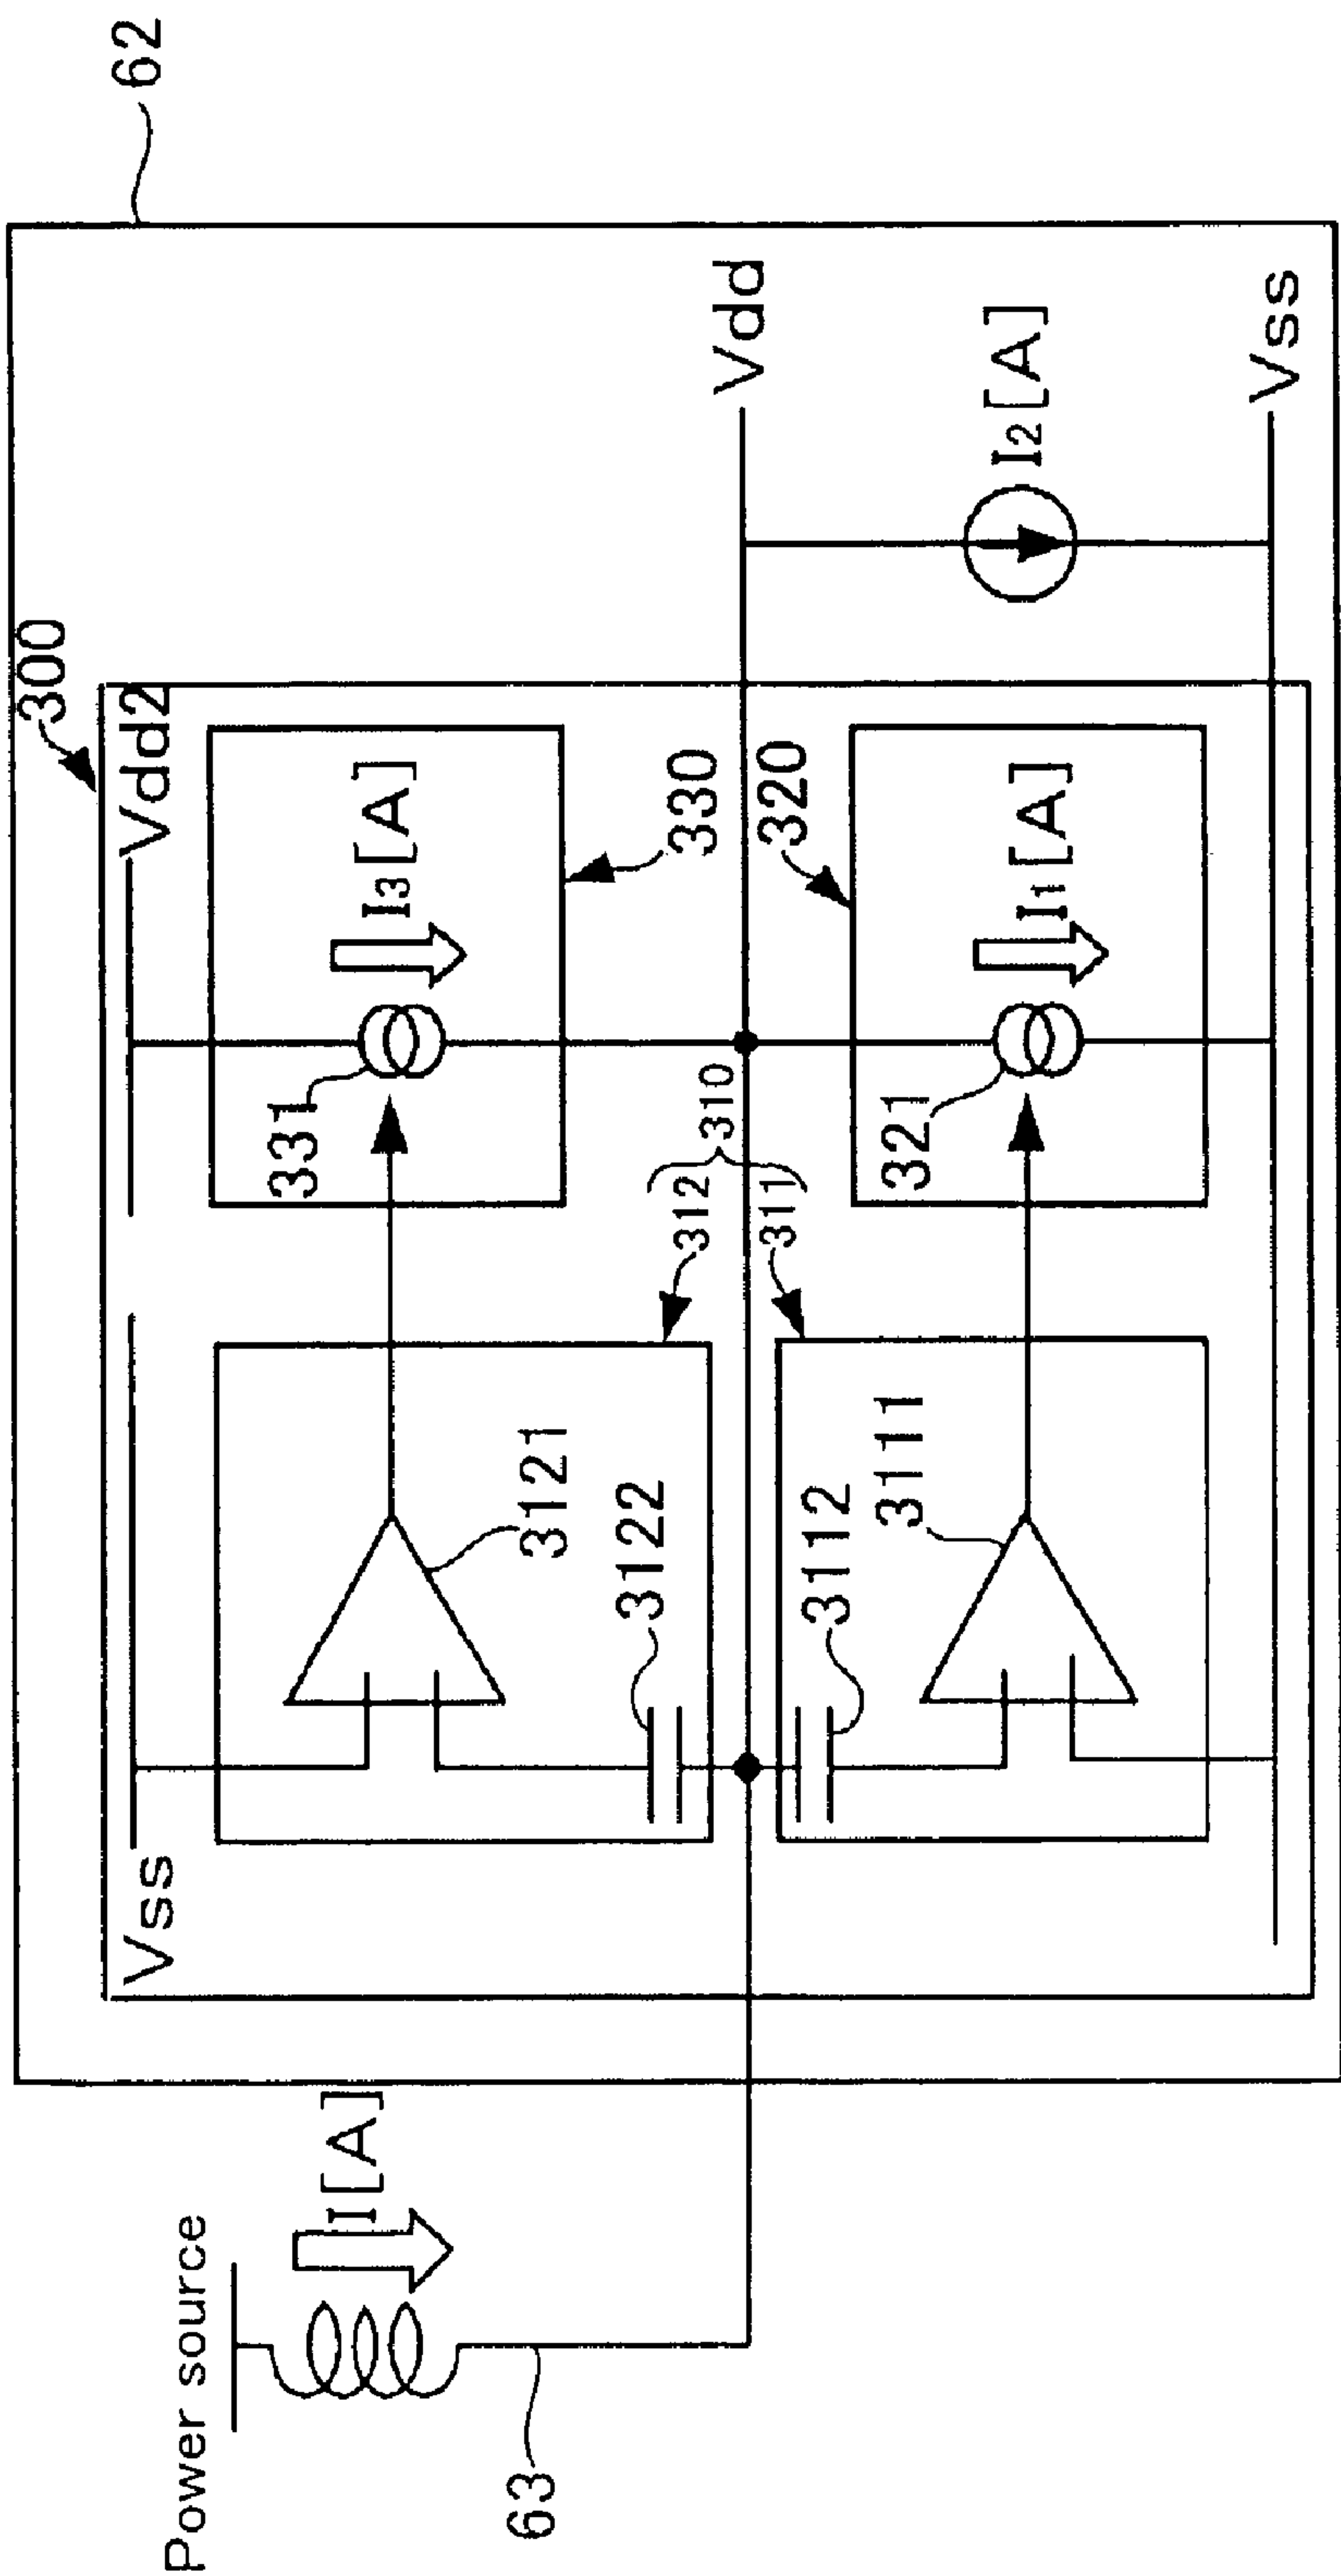 62
300
Vdd2
Vss
I3[A]
331
330
3121
3122
312
310
311
Vdd
I2[A]
Vss
320
I1[A]
321
3112
3111
Power source
I[A]
63